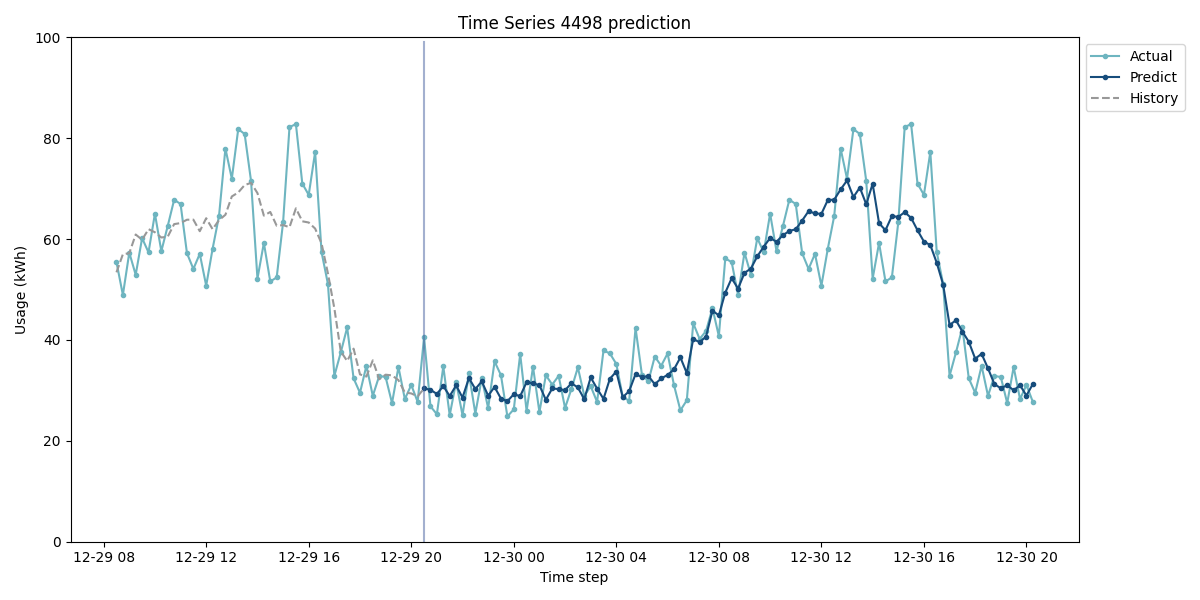 Time Series 4498 prediction
100
80
60
40
20
0
Usage (kWh)
12-29 08
12-29 12
12-29 16
12-29 20
12-30 00
12-30 04
12-30 08
12-30 12
12-30 16
12-30 20
Time step
Actual
Predict
History